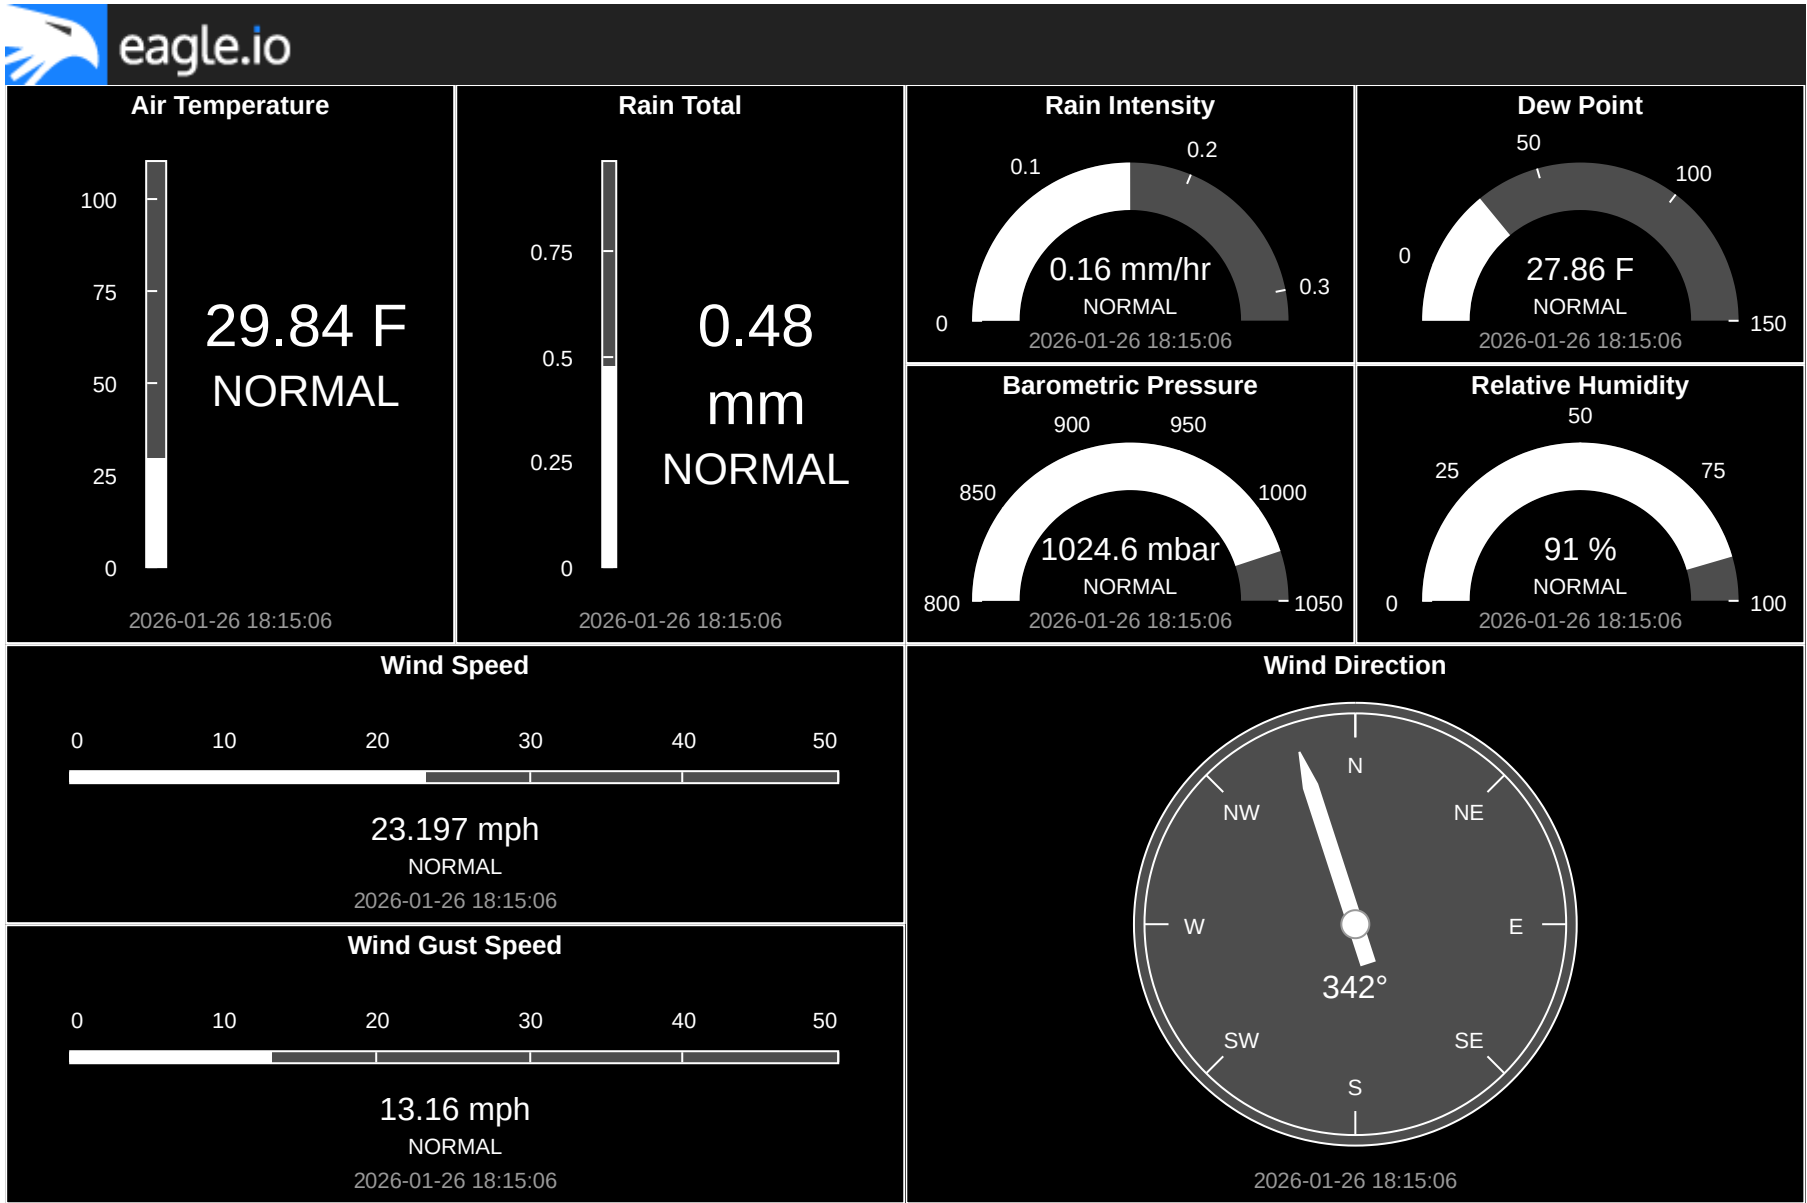 eagle.io
Air Temperature
100
75
50
25
0
29.84 F
NORMAL
2026-01-26 18:15:06
Rain Total
0.75
0.5
0.25
0
0.48
mm
NORMAL
2026-01-26 18:15:06
Rain Intensity
0
0.1
0.2
0.3
0.16 mm/hr
NORMAL
2026-01-26 18:15:06
Dew Point
0
50
100
150
27.86 F
NORMAL
2026-01-26 18:15:06
Barometric Pressure
800
850
900
950
1000
1050
1024.6 mbar
NORMAL
2026-01-26 18:15:06
Relative Humidity
0
25
50
75
100
91 %
NORMAL
2026-01-26 18:15:06
Wind Speed
0 10 20 30 40 50
23.197 mph
NORMAL
2026-01-26 18:15:06
Wind Gust Speed
0 10 20 30 40 50
13.16 mph
NORMAL
2026-01-26 18:15:06
Wind Direction
N
NW NE
W E
342°
SW SE
S
2026-01-26 18:15:06